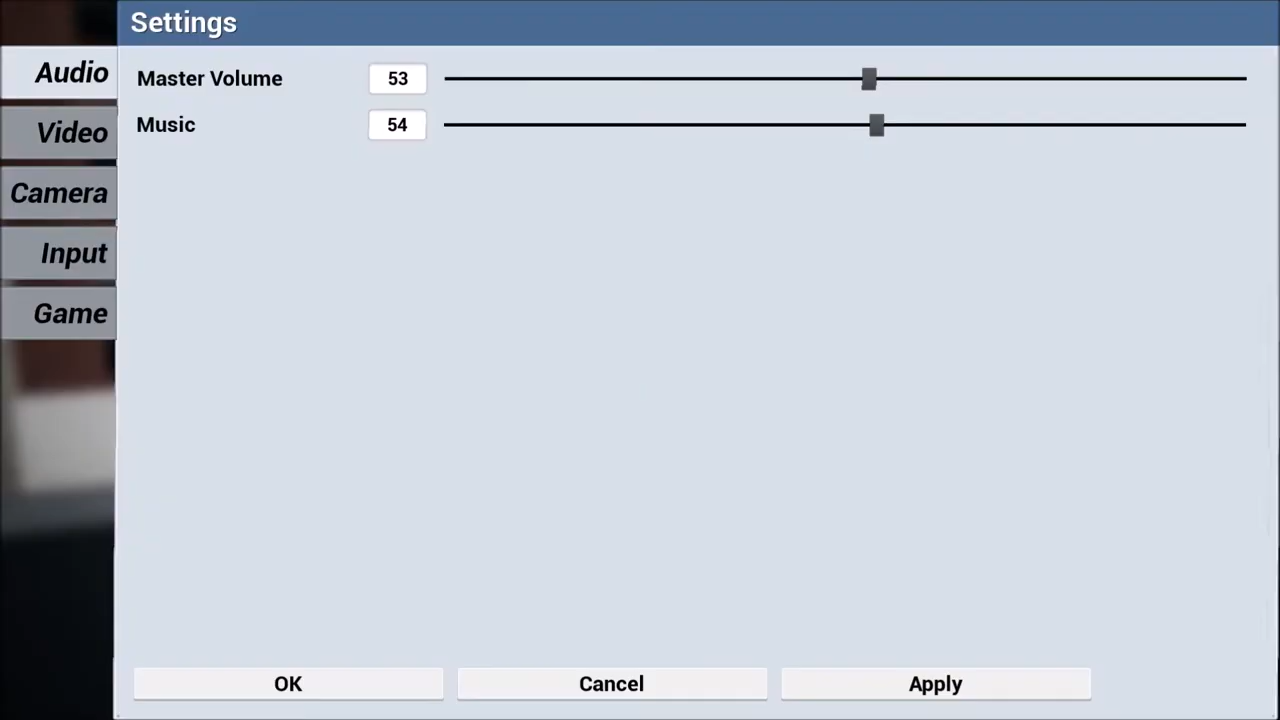 Settings
Audio
Video
Camera
Input
Game
Master Volume 53
Music 54
OK Cancel Apply